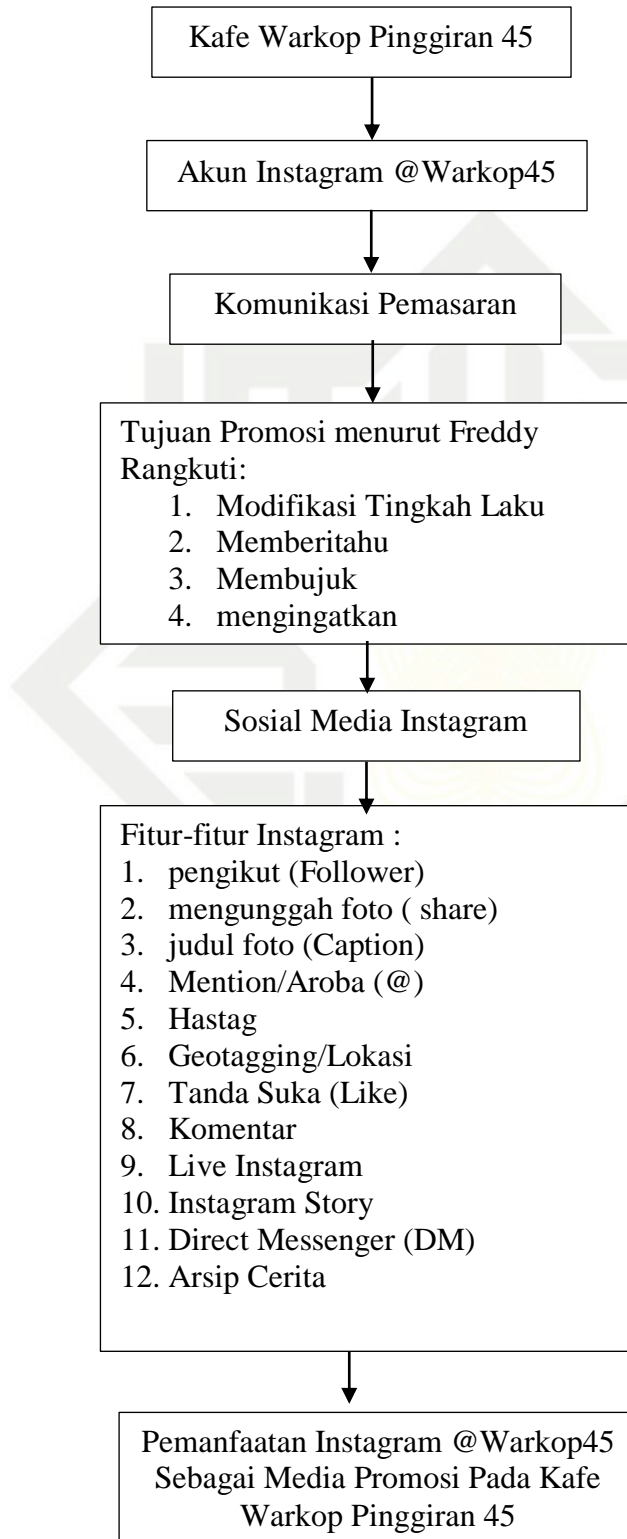 Kafe Warkop Pinggiran 45
Akun Instagram @Warkop45
Komunikasi Pemasaran
Tujuan Promosi menurut Freddy
Rangkuti:
1. Modifikasi Tingkah Laku
2. Memberitahu
3. Membujuk
4. mengingatkan
Sosial Media Instagram
Fitur-fitur Instagram :
1. pengikut (Follower)
2. mengunggah foto ( share)
3. judul foto (Caption)
4. Mention/Aroba (@)
5. Hastag
6. Geotagging/Lokasi
7. Tanda Suka (Like)
8. Komentar
9. Live Instagram
10. Instagram Story
11. Direct Messenger (DM)
12. Arsip Cerita
Pemanfaatan Instagram @Warkop45
Sebagai Media Promosi Pada Kafe
Warkop Pinggiran 45